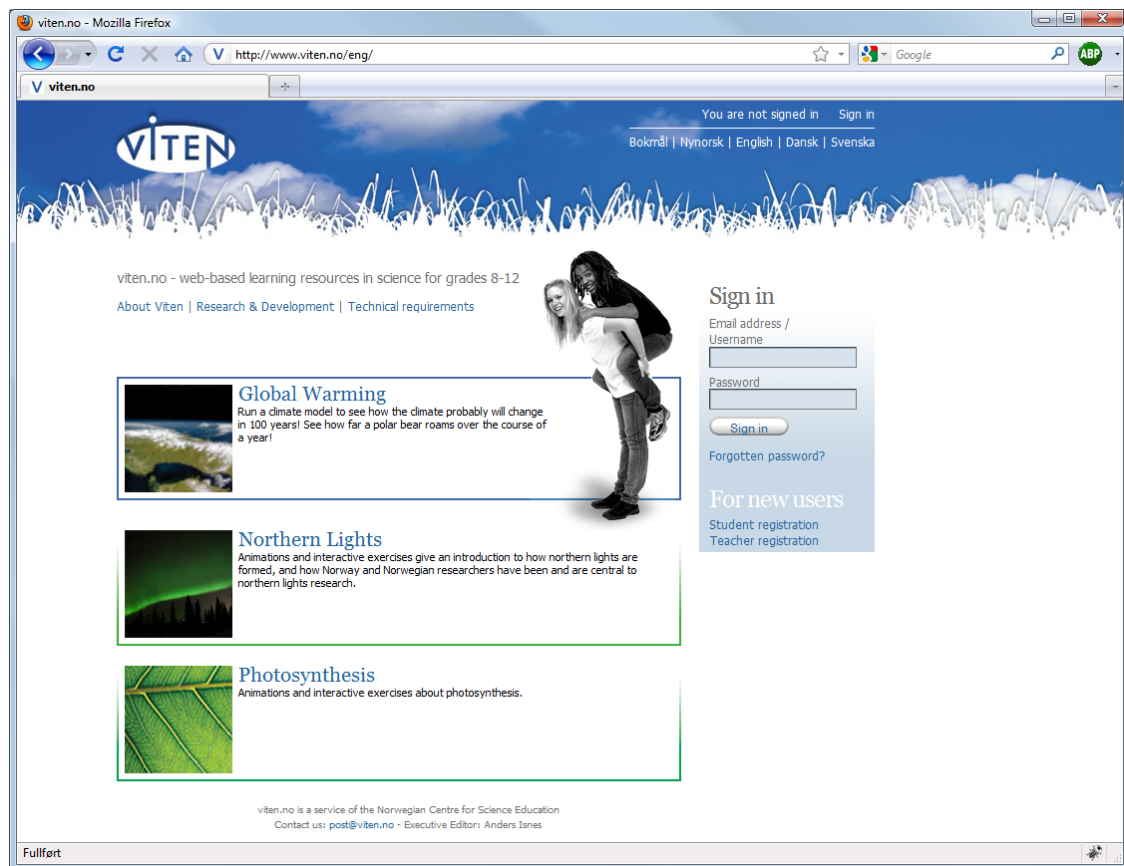 viten.no - Mozilla Firefox
http://www.viten.no/eng/
Google
ABP
viten.no
VITEN
You are not signed in Sign in
Bokmål | Nynorsk | English | Dansk | Svenska
viten.no - web-based learning resources in science for grades 8-12
About Viten | Research & Development | Technical requirements
Global Warming
Run a climate model to see how the climate probably will change
in 100 years! See how far a polar bear roams over the course of
a year!
Northern Lights
Animations and interactive exercises give an introduction to how northern lights are
formed, and how Norway and Norwegian researchers have been and are central to
northern lights research.
Photosynthesis
Animations and interactive exercises about photosynthesis.
Sign in
Email address /
Username
Password
Sign in
Forgotten password?
For new users
Student registration
Teacher registration
viten.no is a service of the Norwegian Centre for Science Education
Contact us: post@viten.no - Executive Editor: Anders Isnes
Fullført